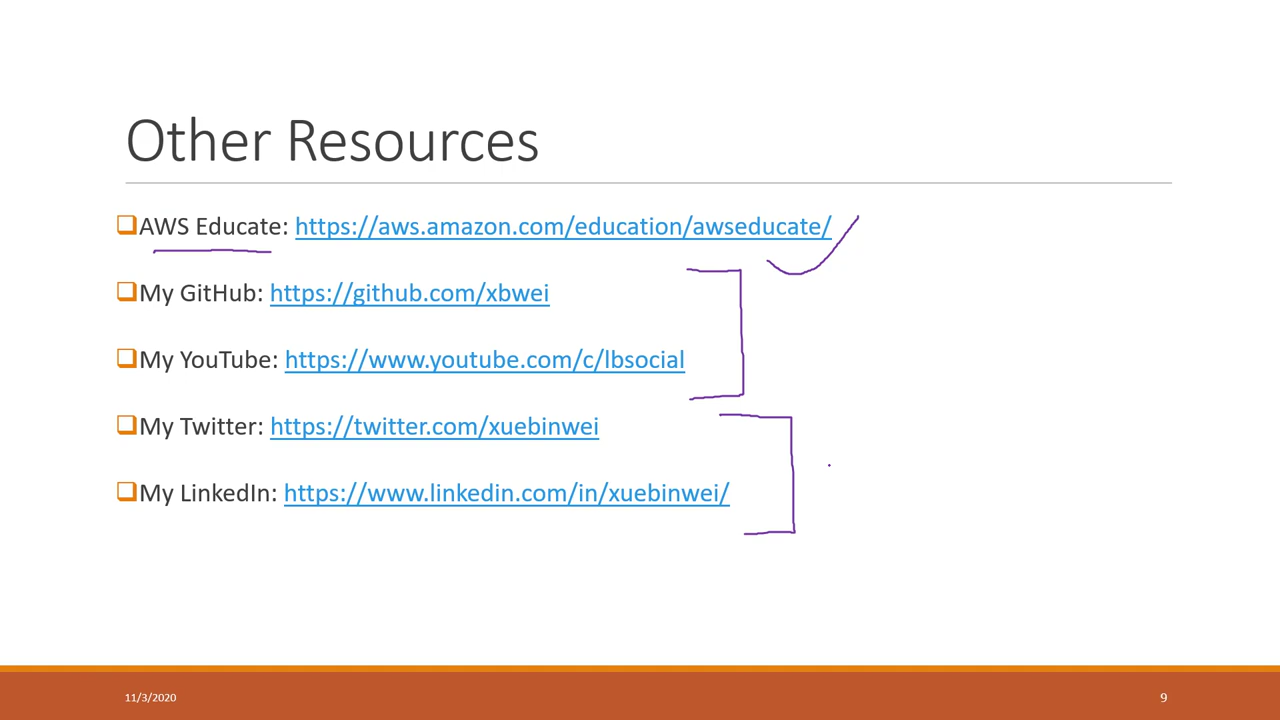 Other Resources
AWS Educate: https://aws.amazon.com/education/awseducate/
My GitHub: https://github.com/xbwei
My YouTube: https://www.youtube.com/c/lbsocial
My Twitter: https://twitter.com/xuebinwei
My LinkedIn: https://www.linkedin.com/in/xuebinwei/
11/3/2020
9